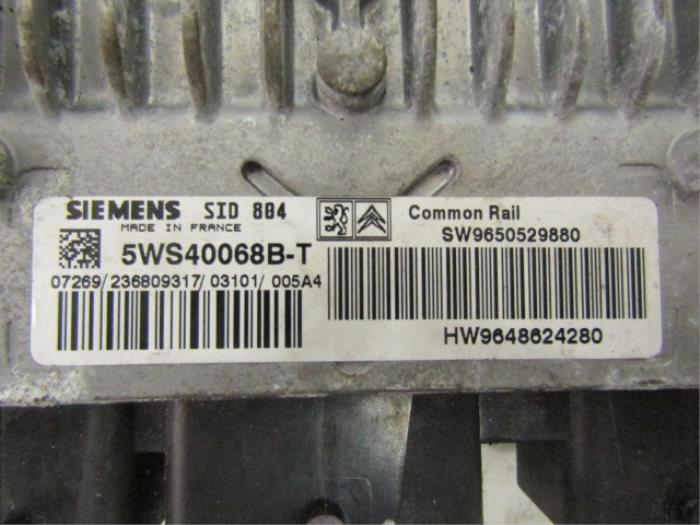 SIEMENS SID 804
MADE IN FRANCE
5WS40068B-T
07269/236809317/03101/005A4
Common Rail
SW9650529880
HW9648624280